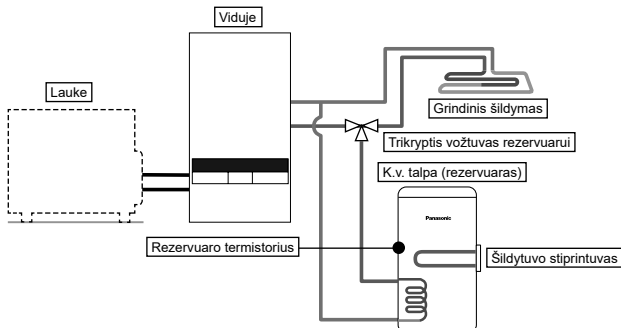 Viduje
Lauke
Grindinis šildymas
Trikryptis vožtuvas rezervuarui
K.v. talpa (rezervuaras)
Panasonic
Rezervuaro termistorius
Šildytuvo stiprintuvas